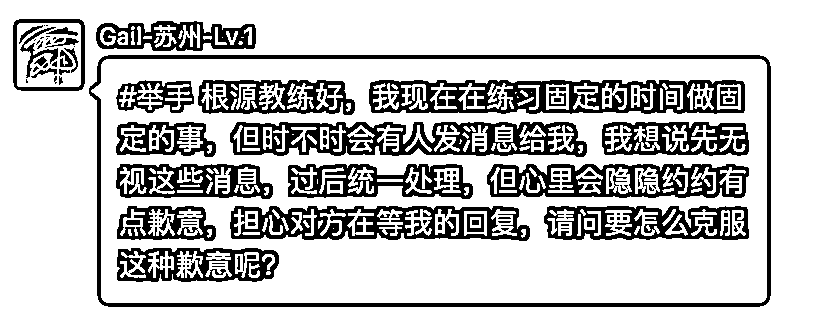 Gail-苏州-Lv.1
#举手 根源教练好，我现在在练习固定的时间做固
定的事，但时不时会有人发消息给我，我想说先无
视这些消息，过后统一处理，但心里会隐隐约约有
点歉意，担心对方在等我的回复，请问要怎么克服
这种歉意呢？